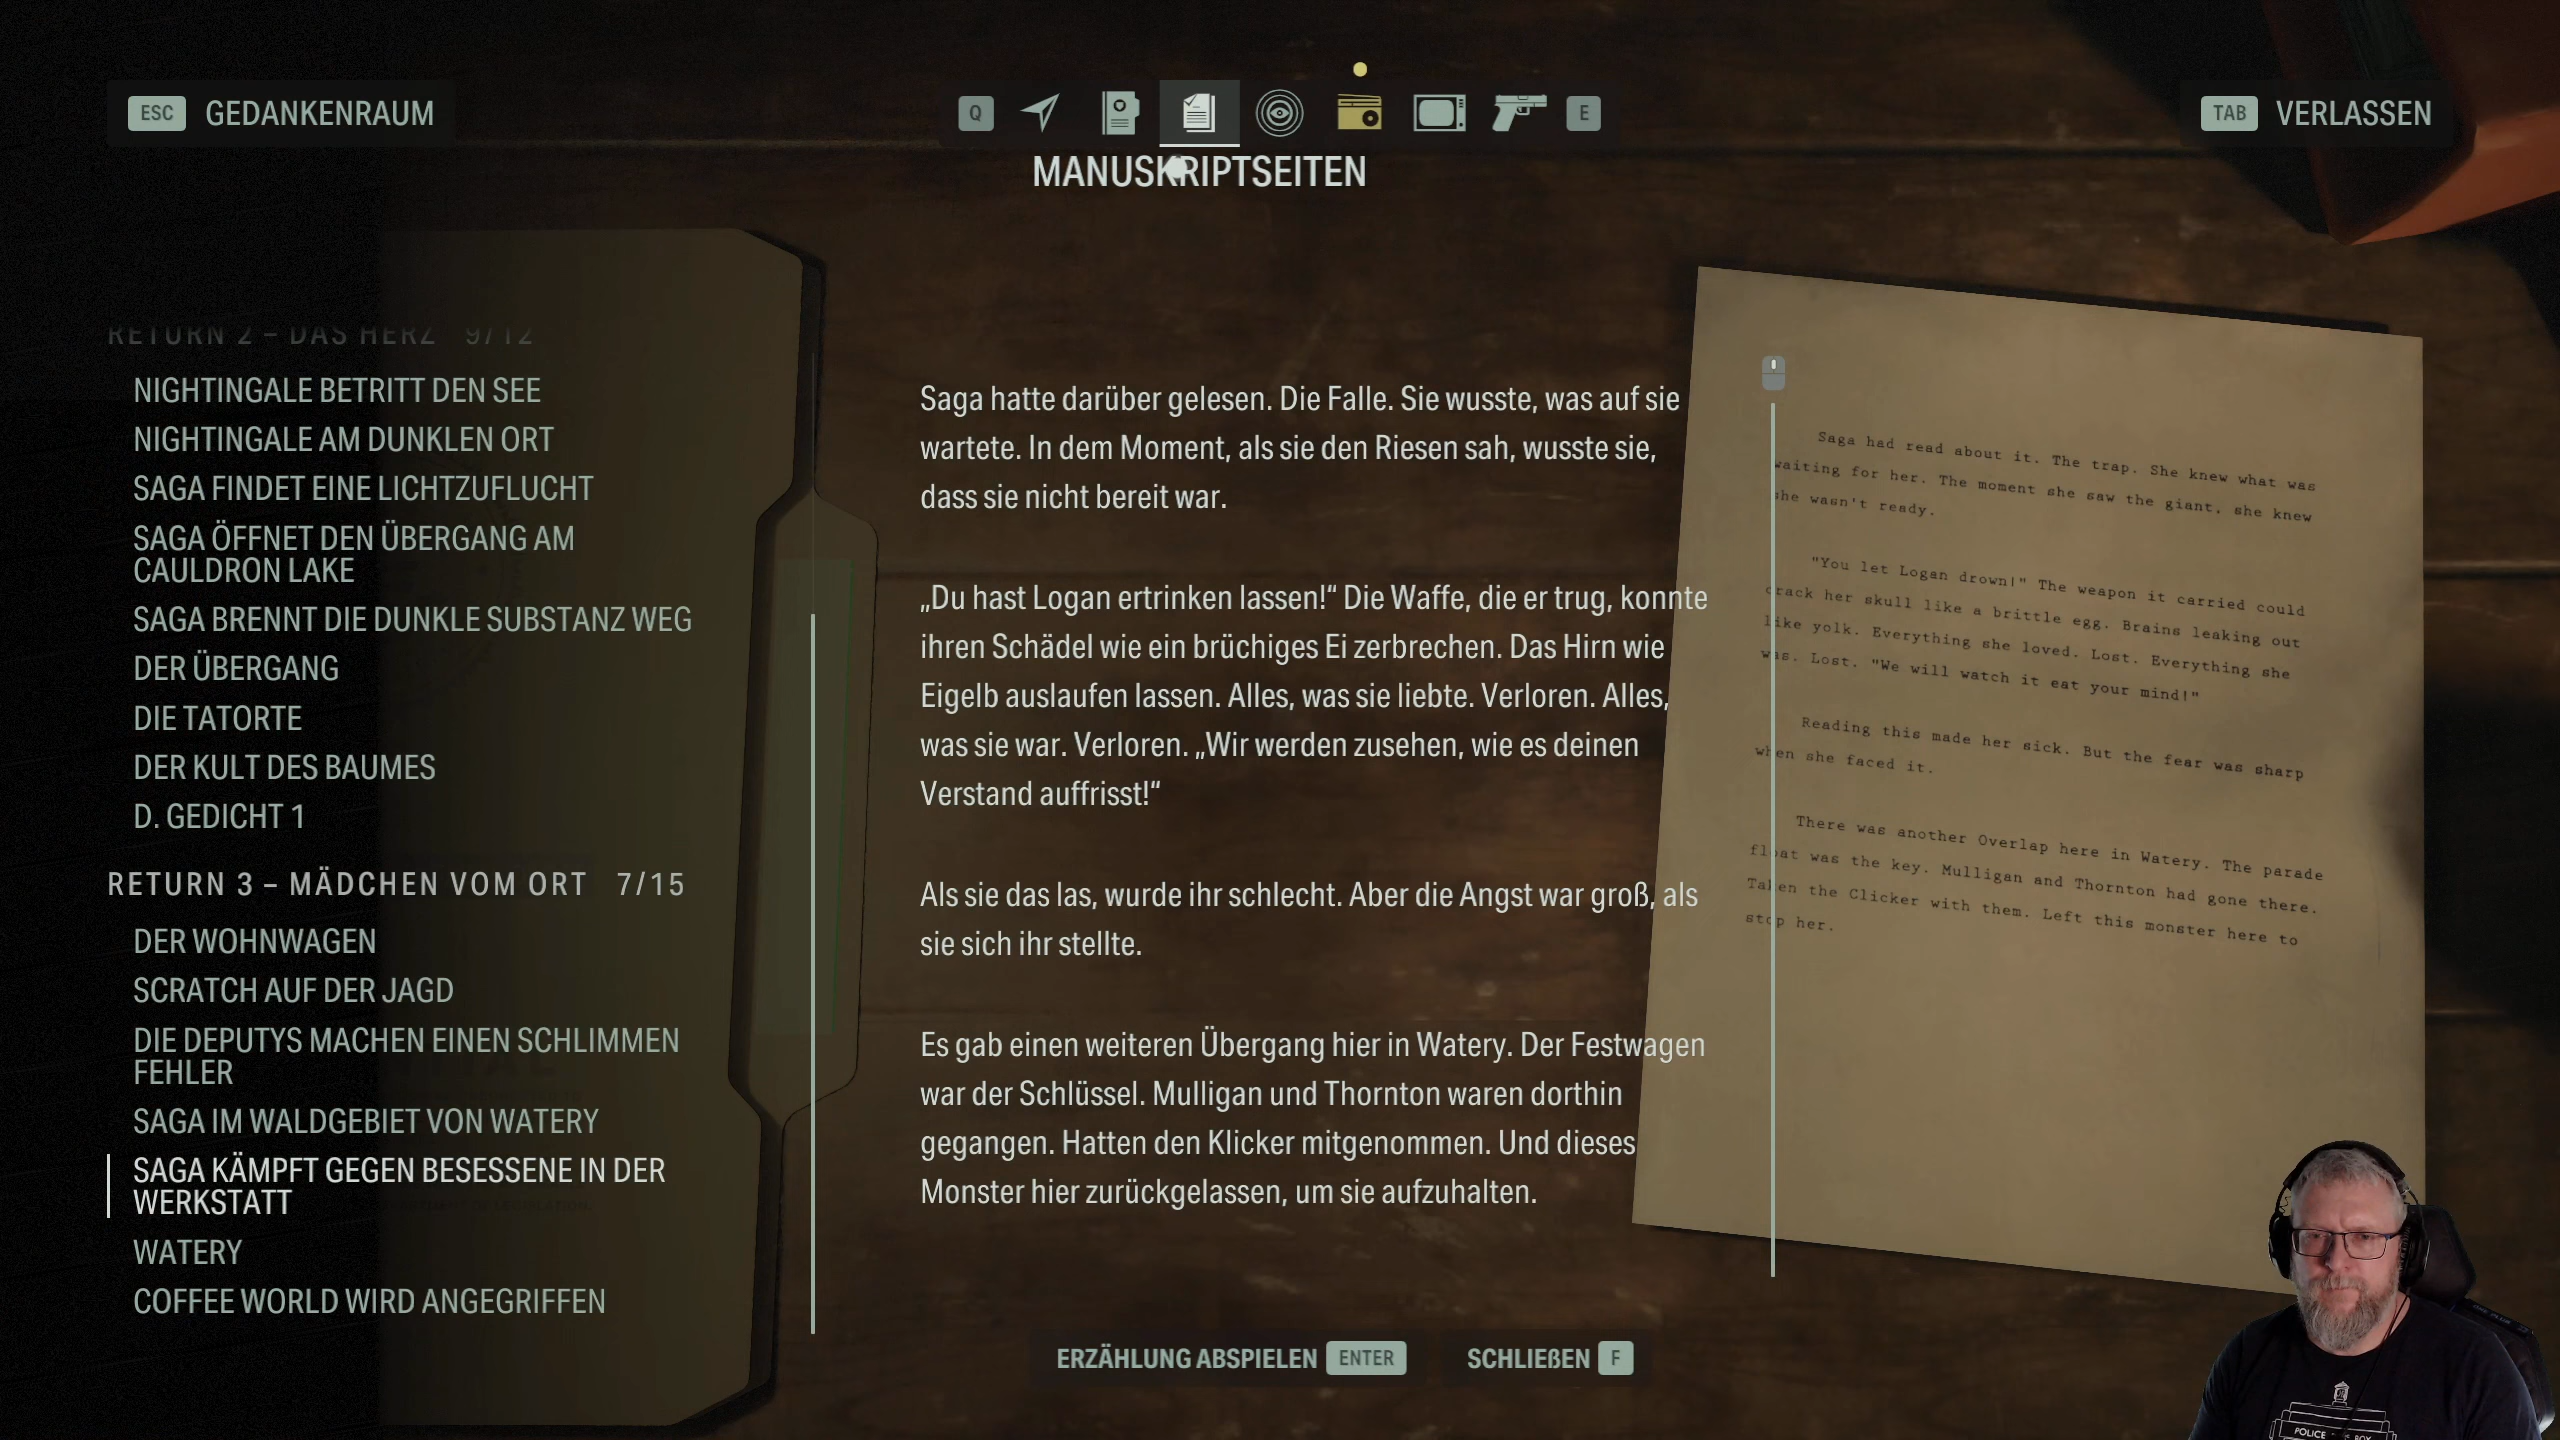 ESC GEDANKENRAUM
Q
E
TAB VERLASSEN
MANUSKRIPTSEITEN
RETURN 2 – DAS HERZ 9/12
NIGHTINGALE BETRITT DEN SEE
NIGHTINGALE AM DUNKLEN ORT
SAGA FINDET EINE LICHTZUFLUCHT
SAGA ÖFFNET DEN ÜBERGANG AM
CAULDRON LAKE
SAGA BRENNT DIE DUNKLE SUBSTANZ WEG
DER ÜBERGANG
DIE TATORTE
DER KULT DES BAUMES
D. GEDICHT 1
RETURN 3 – MÄDCHEN VOM ORT 7/15
DER WOHNWAGEN
SCRATCH AUF DER JAGD
DIE DEPUTYS MACHEN EINEN SCHLIMMEN
FEHLER
SAGA IM WALDGEBIET VON WATERY
SAGA KÄMPFT GEGEN BESESSENE IN DER
WERKSTATT
WATERY
COFFEE WORLD WIRD ANGEGRIFFEN
Saga hatte darüber gelesen. Die Falle. Sie wusste, was auf sie
wartete. In dem Moment, als sie den Riesen sah, wusste sie,
dass sie nicht bereit war.
„Du hast Logan ertrinken lassen!“ Die Waffe, die er trug, konnte
ihren Schädel wie ein brüchiges Ei zerbrechen. Das Hirn wie
Eigelb auslaufen lassen. Alles, was sie liebte. Verloren. Alles,
was sie war. Verloren. „Wir werden zusehen, wie es deinen
Verstand auffrisst!“
Als sie das las, wurde ihr schlecht. Aber die Angst war groß, als
sie sich ihr stellte.
Es gab einen weiteren Übergang hier in Watery. Der Festwagen
war der Schlüssel. Mulligan und Thornton waren dorthin
gegangen. Hatten den Klicker mitgenommen. Und dieses
Monster hier zurückgelassen, um sie aufzuhalten.
Saga had read about it. The trap. She knew what was
waiting for her. The moment she saw the giant, she knew
she wasn't ready.
"You let Logan drown!" The weapon it carried could
crack her skull like a brittle egg. Brains leaking out
like yolk. Everything she loved. Lost. Everything she
was. Lost. "We will watch it eat your mind!"
Reading this made her sick. But the fear was sharp
when she faced it.
There was another Overlap here in Watery. The parade
float was the key. Mulligan and Thornton had gone there.
Taken the Clicker with them. Left this monster here to
stop her.
ERZÄHLUNG ABSPIELEN ENTER
SCHLIEẞEN F
POLICE BOX